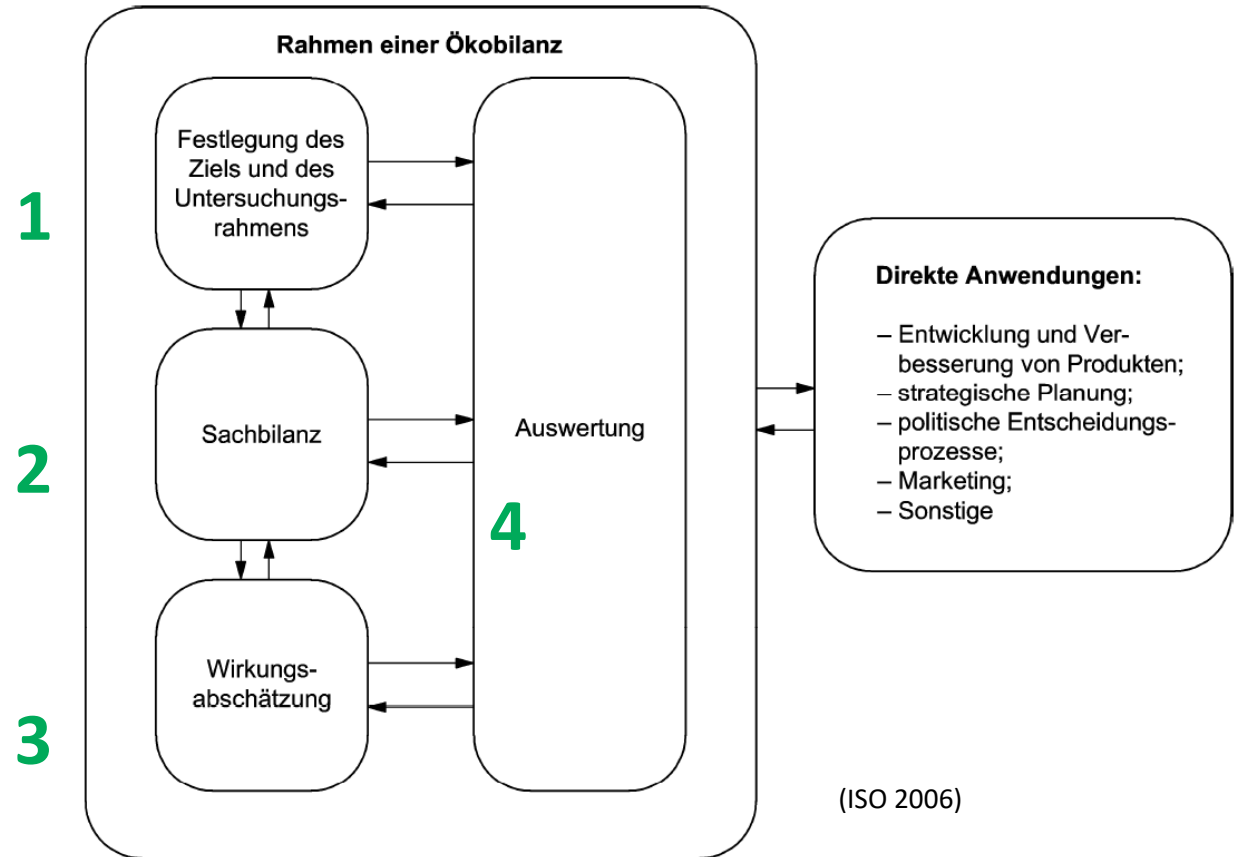 Rahmen einer Ökobilanz
1
Festlegung des
Ziels und des
Untersuchungs-
rahmens
2
Sachbilanz
3
Wirkungs-
abschätzung
4
Auswertung
Direkte Anwendungen:
– Entwicklung und Ver-
besserung von Produkten;
– strategische Planung;
– politische Entscheidungs-
prozesse;
– Marketing;
– Sonstige
(ISO 2006)